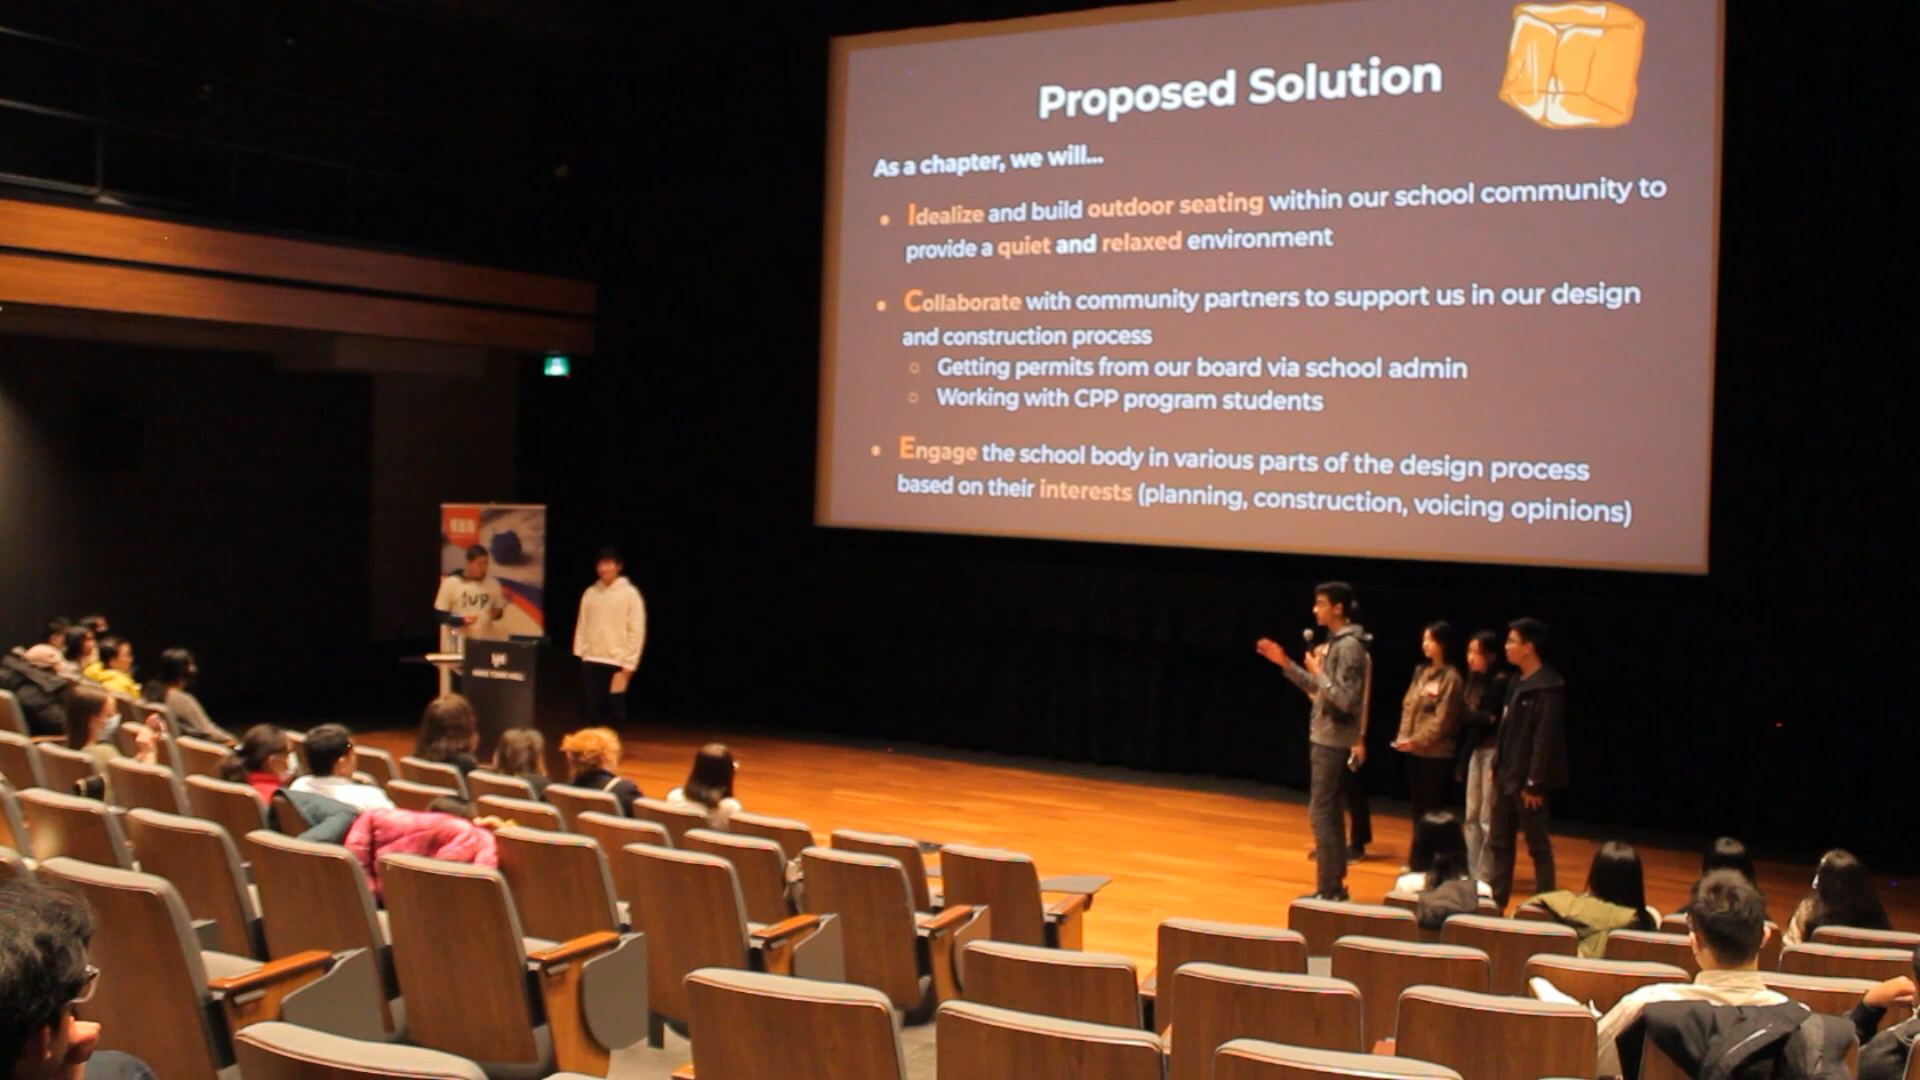 Proposed Solution
As a chapter, we will...
Idealize and build outdoor seating within our school community to
provide a quiet and relaxed environment
Collaborate with community partners to support us in our design
and construction process
Getting permits from our board via school admin
Working with CPP program students
Engage the school body in various parts of the design process
based on their interests (planning, construction, voicing opinions)